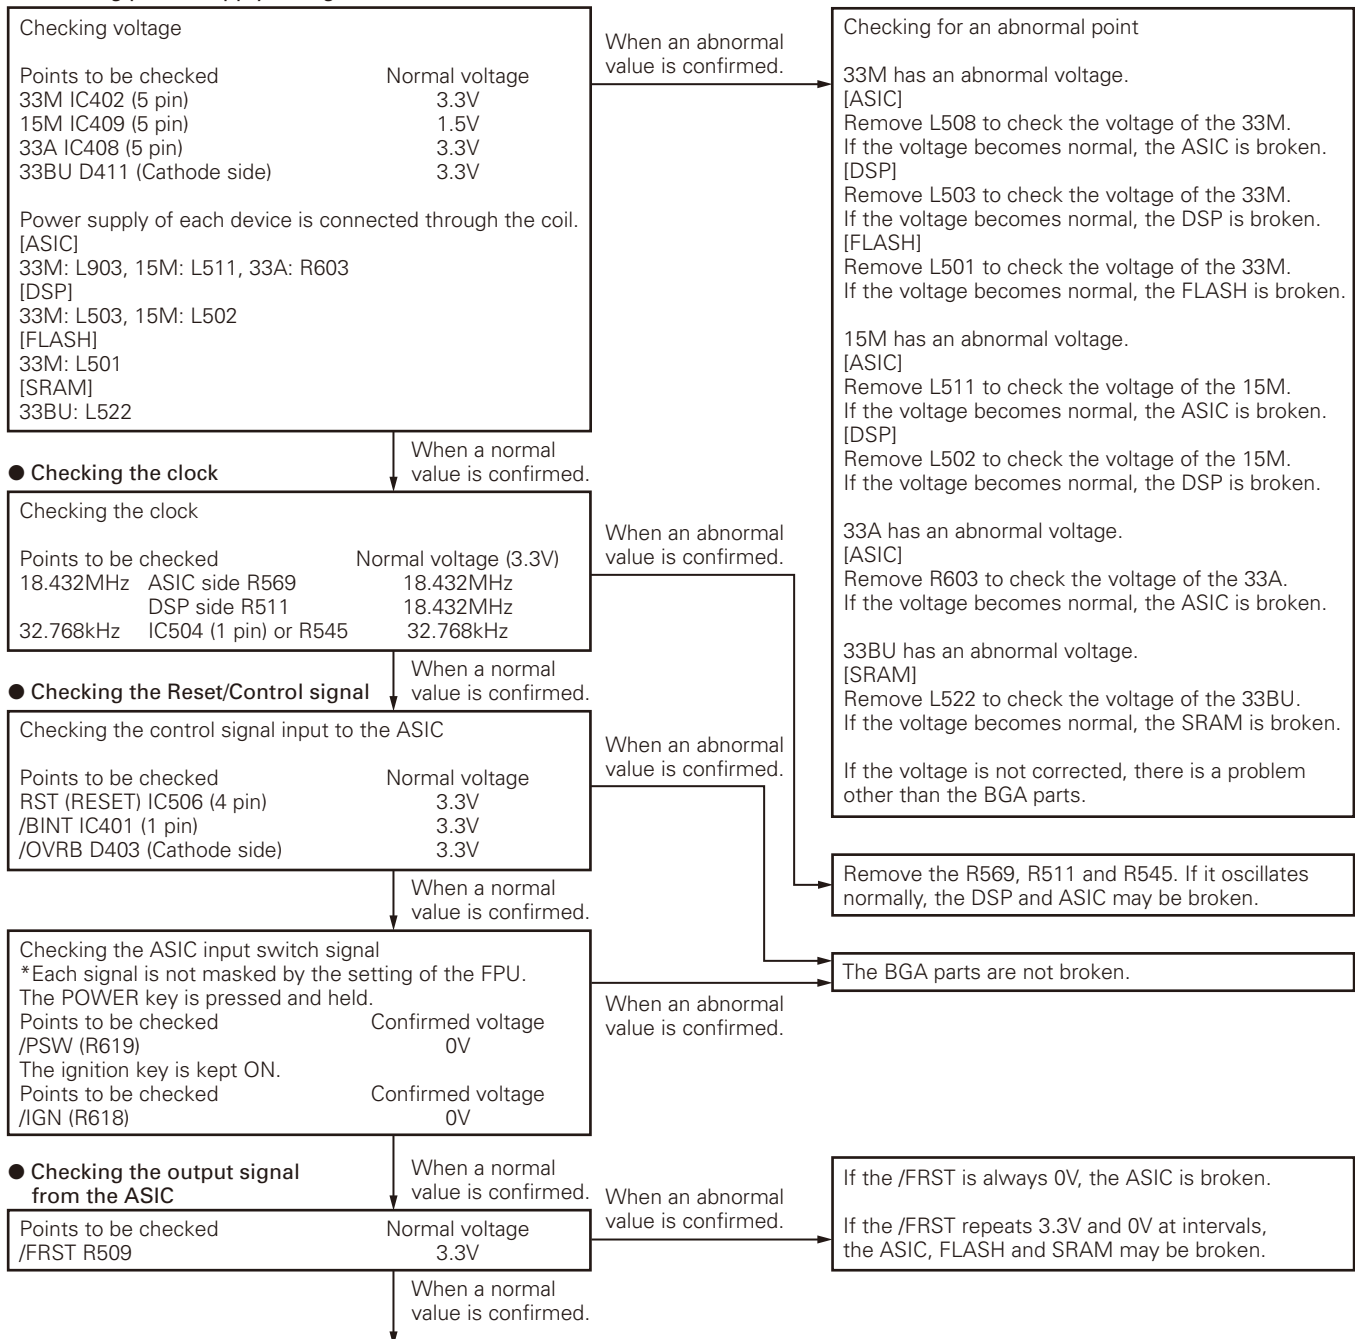 Checking voltage
Points to be checked Normal voltage
33M IC402 (5 pin) 3.3V
15M IC409 (5 pin) 1.5V
33A IC408 (5 pin) 3.3V
33BU D411 (Cathode side) 3.3V
Power supply of each device is connected through the coil.
[ASIC]
33M: L903, 15M: L511, 33A: R603
[DSP]
33M: L503, 15M: L502
[FLASH]
33M: L501
[SRAM]
33BU: L522
When an abnormal
value is confirmed.
Checking for an abnormal point
33M has an abnormal voltage.
[ASIC]
Remove L508 to check the voltage of the 33M.
If the voltage becomes normal, the ASIC is broken.
[DSP]
Remove L503 to check the voltage of the 33M.
If the voltage becomes normal, the DSP is broken.
[FLASH]
Remove L501 to check the voltage of the 33M.
If the voltage becomes normal, the FLASH is broken.
15M has an abnormal voltage.
[ASIC]
Remove L511 to check the voltage of the 15M.
If the voltage becomes normal, the ASIC is broken.
[DSP]
Remove L502 to check the voltage of the 15M.
If the voltage becomes normal, the DSP is broken.
33A has an abnormal voltage.
[ASIC]
Remove R603 to check the voltage of the 33A.
If the voltage becomes normal, the ASIC is broken.
33BU has an abnormal voltage.
[SRAM]
Remove L522 to check the voltage of the 33BU.
If the voltage becomes normal, the SRAM is broken.
If the voltage is not corrected, there is a problem
other than the BGA parts.
When a normal
value is confirmed.
● Checking the clock
Checking the clock
Points to be checked Normal voltage (3.3V)
18.432MHz ASIC side R569 18.432MHz
DSP side R511 18.432MHz
32.768kHz IC504 (1 pin) or R545 32.768kHz
When an abnormal
value is confirmed.
Remove the R569, R511 and R545. If it oscillates
normally, the DSP and ASIC may be broken.
When a normal
value is confirmed.
● Checking the Reset/Control signal
Checking the control signal input to the ASIC
Points to be checked Normal voltage
RST (RESET) IC506 (4 pin) 3.3V
/BINT IC401 (1 pin) 3.3V
/OVRB D403 (Cathode side) 3.3V
When an abnormal
value is confirmed.
The BGA parts are not broken.
When a normal
value is confirmed.
Checking the ASIC input switch signal
*Each signal is not masked by the setting of the FPU.
The POWER key is pressed and held.
Points to be checked Confirmed voltage
/PSW (R619) 0V
The ignition key is kept ON.
Points to be checked Confirmed voltage
/IGN (R618) 0V
When an abnormal
value is confirmed.
When a normal
value is confirmed.
● Checking the output signal
from the ASIC
Points to be checked Normal voltage
/FRST R509 3.3V
When an abnormal
value is confirmed.
If the /FRST is always 0V, the ASIC is broken.
If the /FRST repeats 3.3V and 0V at intervals,
the ASIC, FLASH and SRAM may be broken.
When a normal
value is confirmed.